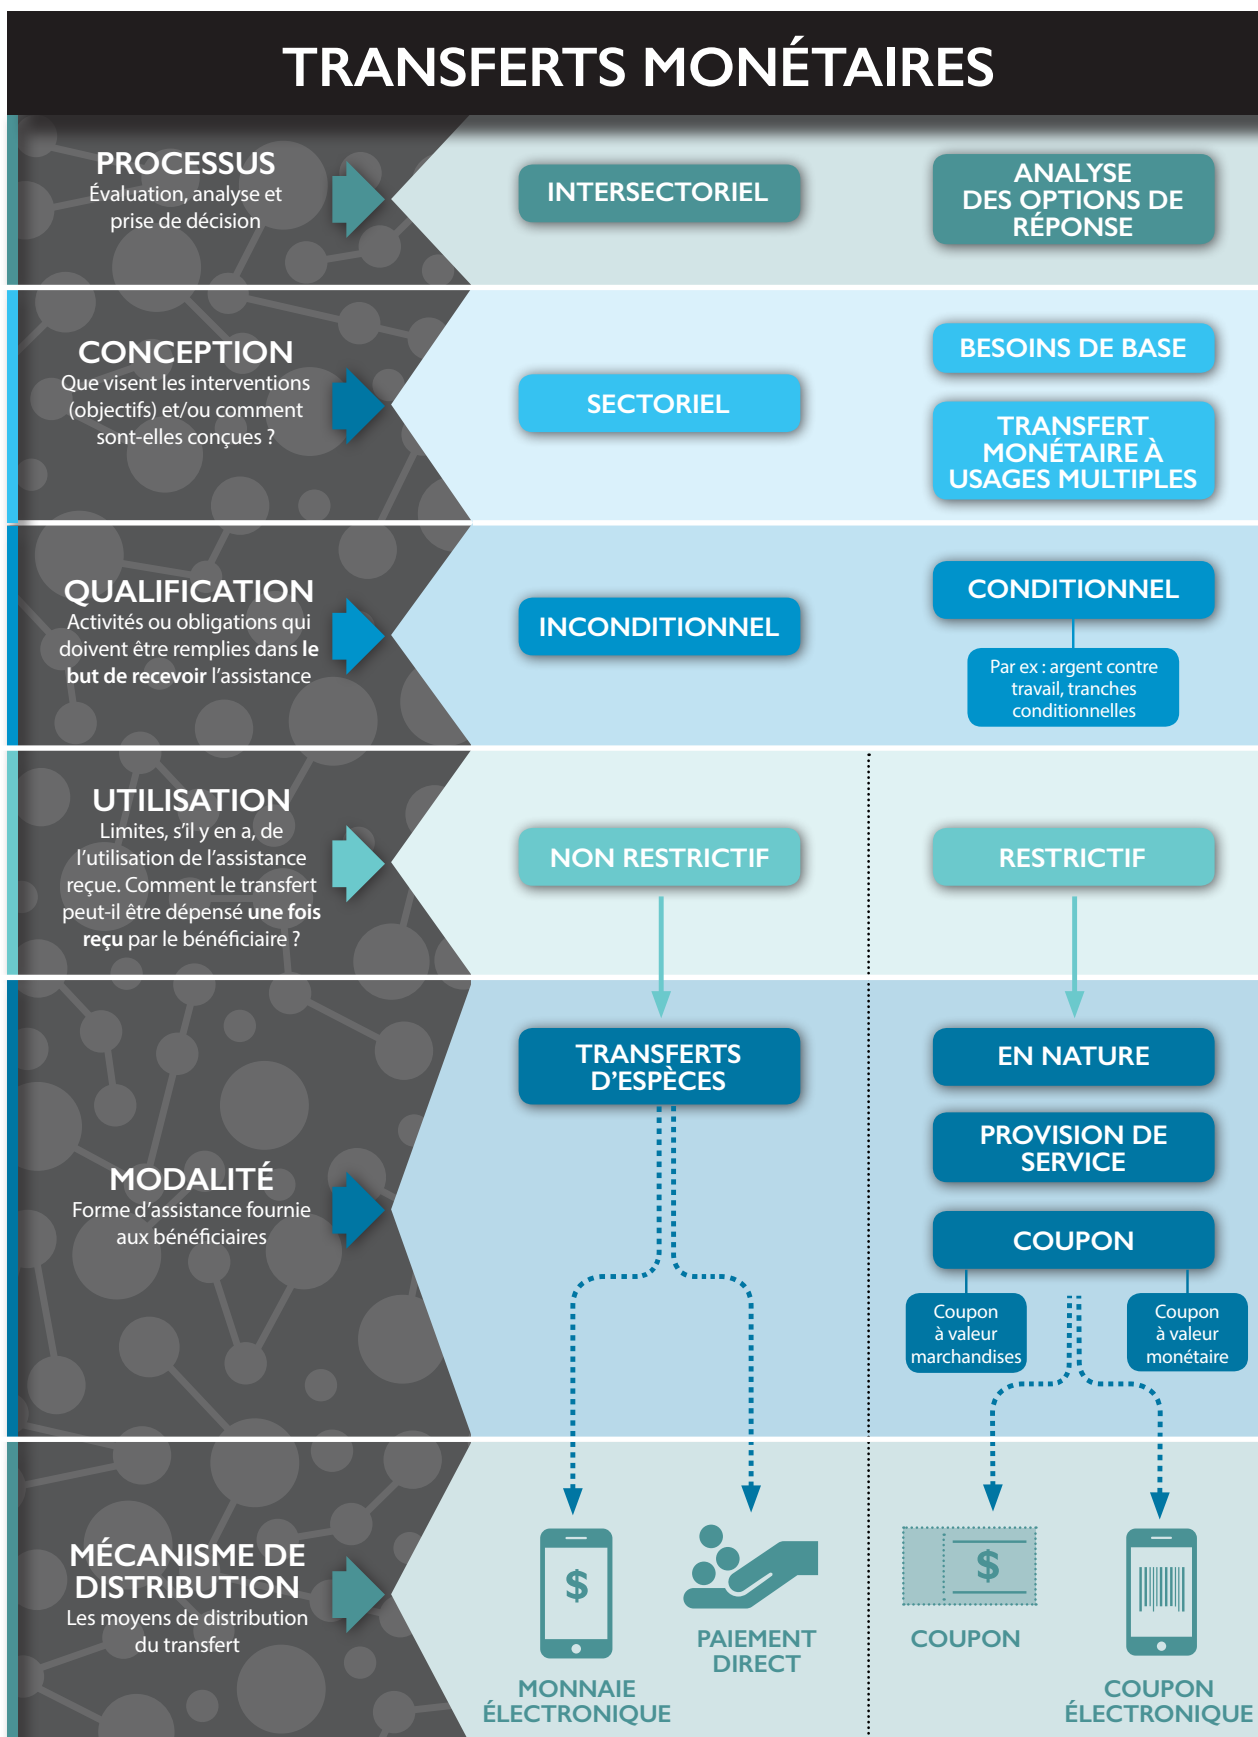 TRANSFERTS MONÉTAIRES
PROCESSUS
Évaluation, analyse et
prise de décision
INTERSECTORIEL
ANALYSE
DES OPTIONS DE
RÉPONSE
CONCEPTION
Que visent les interventions
(objectifs) et/ou comment
sont-elles conçues ?
SECTORIEL
BESOINS DE BASE
TRANSFERT
MONÉTAIRE À
USAGES MULTIPLES
QUALIFICATION
Activités ou obligations qui
doivent être remplies dans le
but de recevoir l'assistance
INCONDITIONNEL
CONDITIONNEL
Par ex : argent contre
travail, tranches
conditionnelles
UTILISATION
Limites, s'il y en a, de
l'utilisation de l'assistance
reçue. Comment le transfert
peut-il être dépensé une fois
reçu par le bénéficiaire ?
NON RESTRICTIF
RESTRICTIF
MODALITÉ
Forme d'assistance fournie
aux bénéficiaires
TRANSFERTS
D'ESPÈCES
EN NATURE
PROVISION DE
SERVICE
COUPON
Coupon
à valeur
marchandises
Coupon
à valeur
monétaire
MÉCANISME DE
DISTRIBUTION
Les moyens de distribution
du transfert
$
MONNAIE
ÉLECTRONIQUE
PAIEMENT
DIRECT
$
COUPON
COUPON
ÉLECTRONIQUE